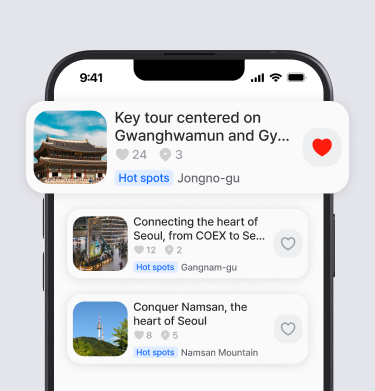 9:41
Key tour centered on
Gwanghwamun and Gy...
24 3
Hot spots Jongno-gu
Connecting the heart of
Seoul, from COEX to Se...
12 2
Hot spots Gangnam-gu
Conquer Namsan, the
heart of Seoul
8 5
Hot spots Namsan Mountain